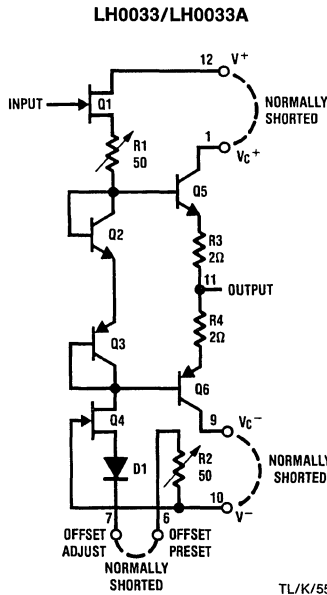 LH0033/LH0033A
12 V+
INPUT
Q1
NORMALLY
SHORTED
R1
50
1
VC+
Q5
Q2
R3
2Ω
11
OUTPUT
R4
2Ω
Q3
Q6
Q4
9
VC−
R2
50
D1
NORMALLY
SHORTED
10
V−
7
6
OFFSET
ADJUST
OFFSET
PRESET
NORMALLY
SHORTED
TL/K/55